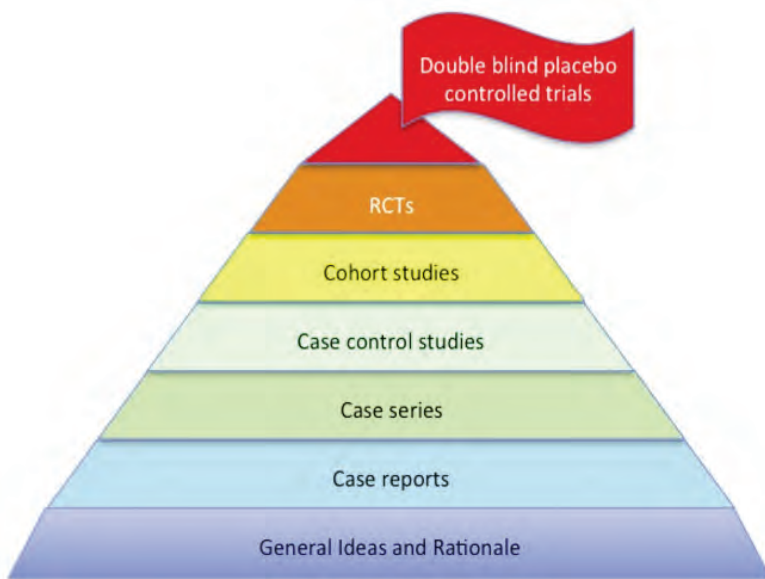 Double blind placebo
controlled trials
RCTs
Cohort studies
Case control studies
Case series
Case reports
General Ideas and Rationale